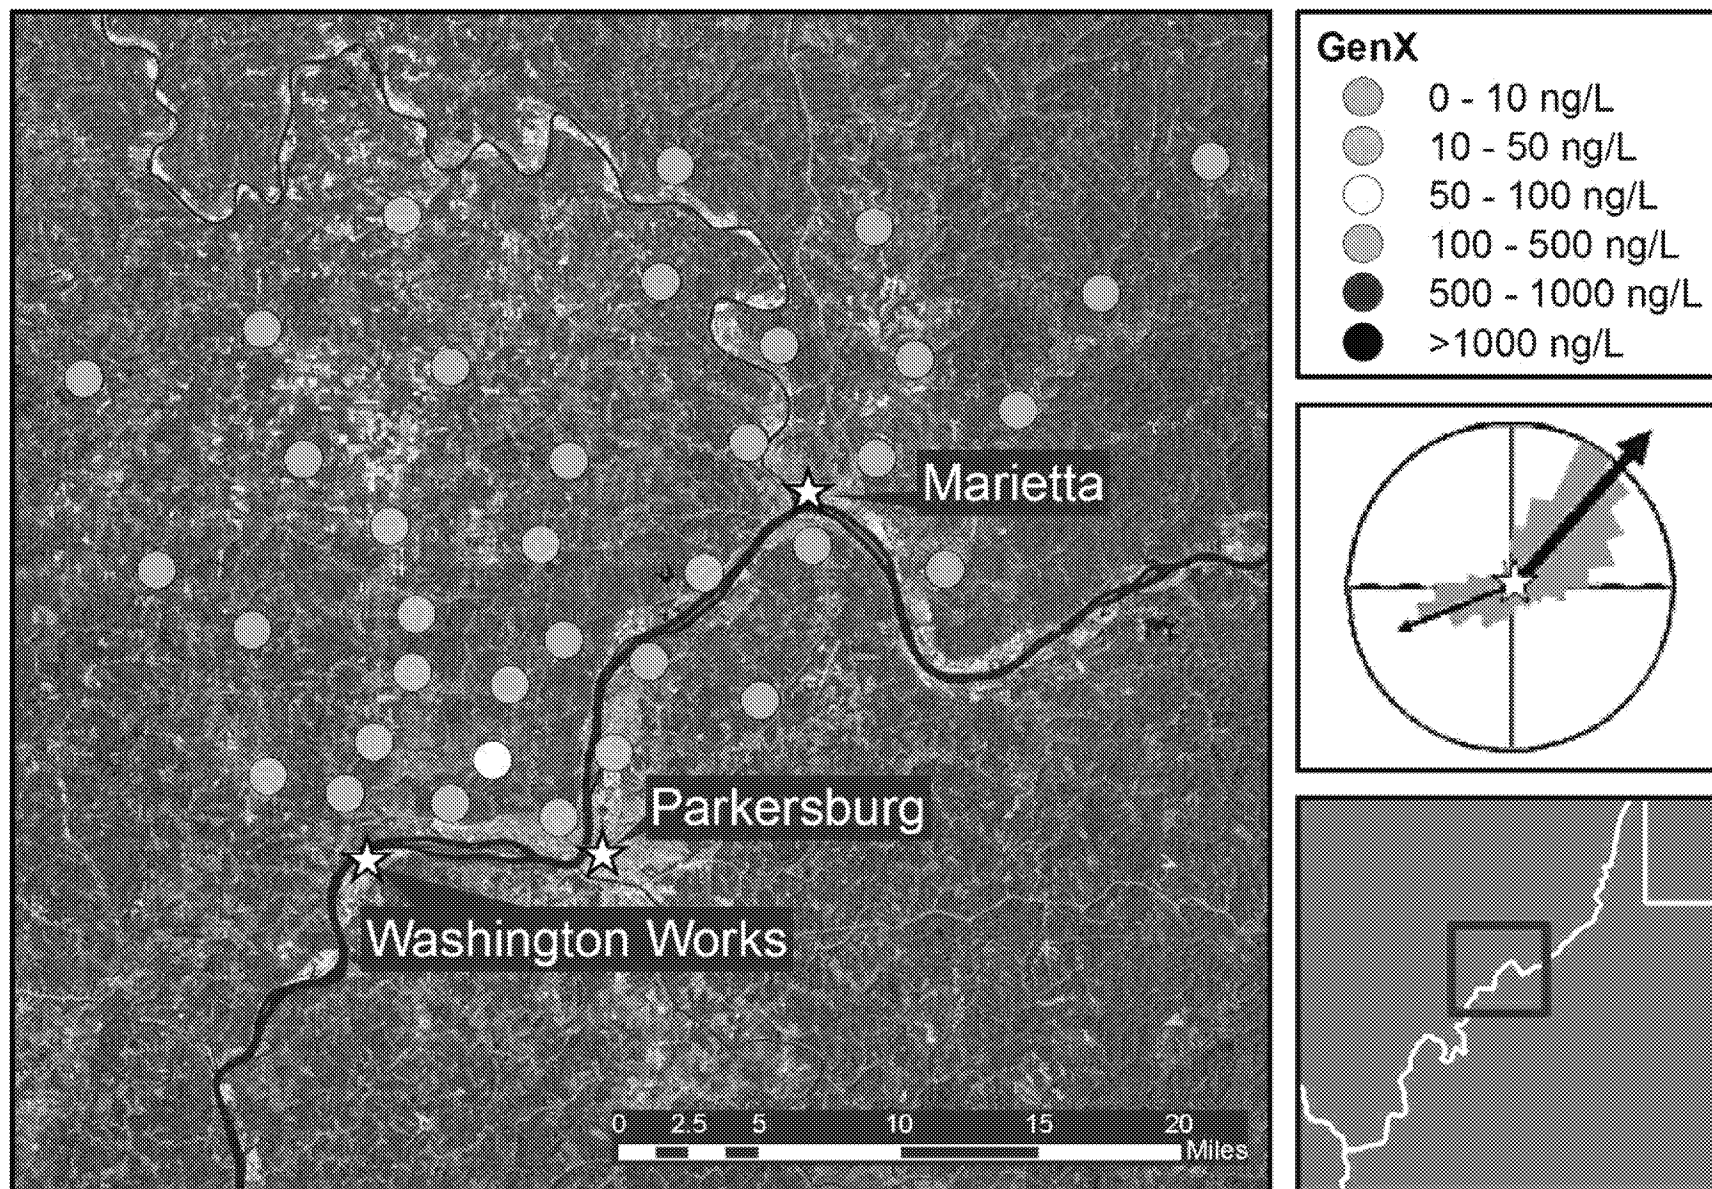 GenX
0 - 10 ng/L
10 - 50 ng/L
50 - 100 ng/L
100 - 500 ng/L
500 - 1000 ng/L
>1000 ng/L
Marietta
Parkersburg
Washington Works
0 2.5 5 10 15 20
Miles